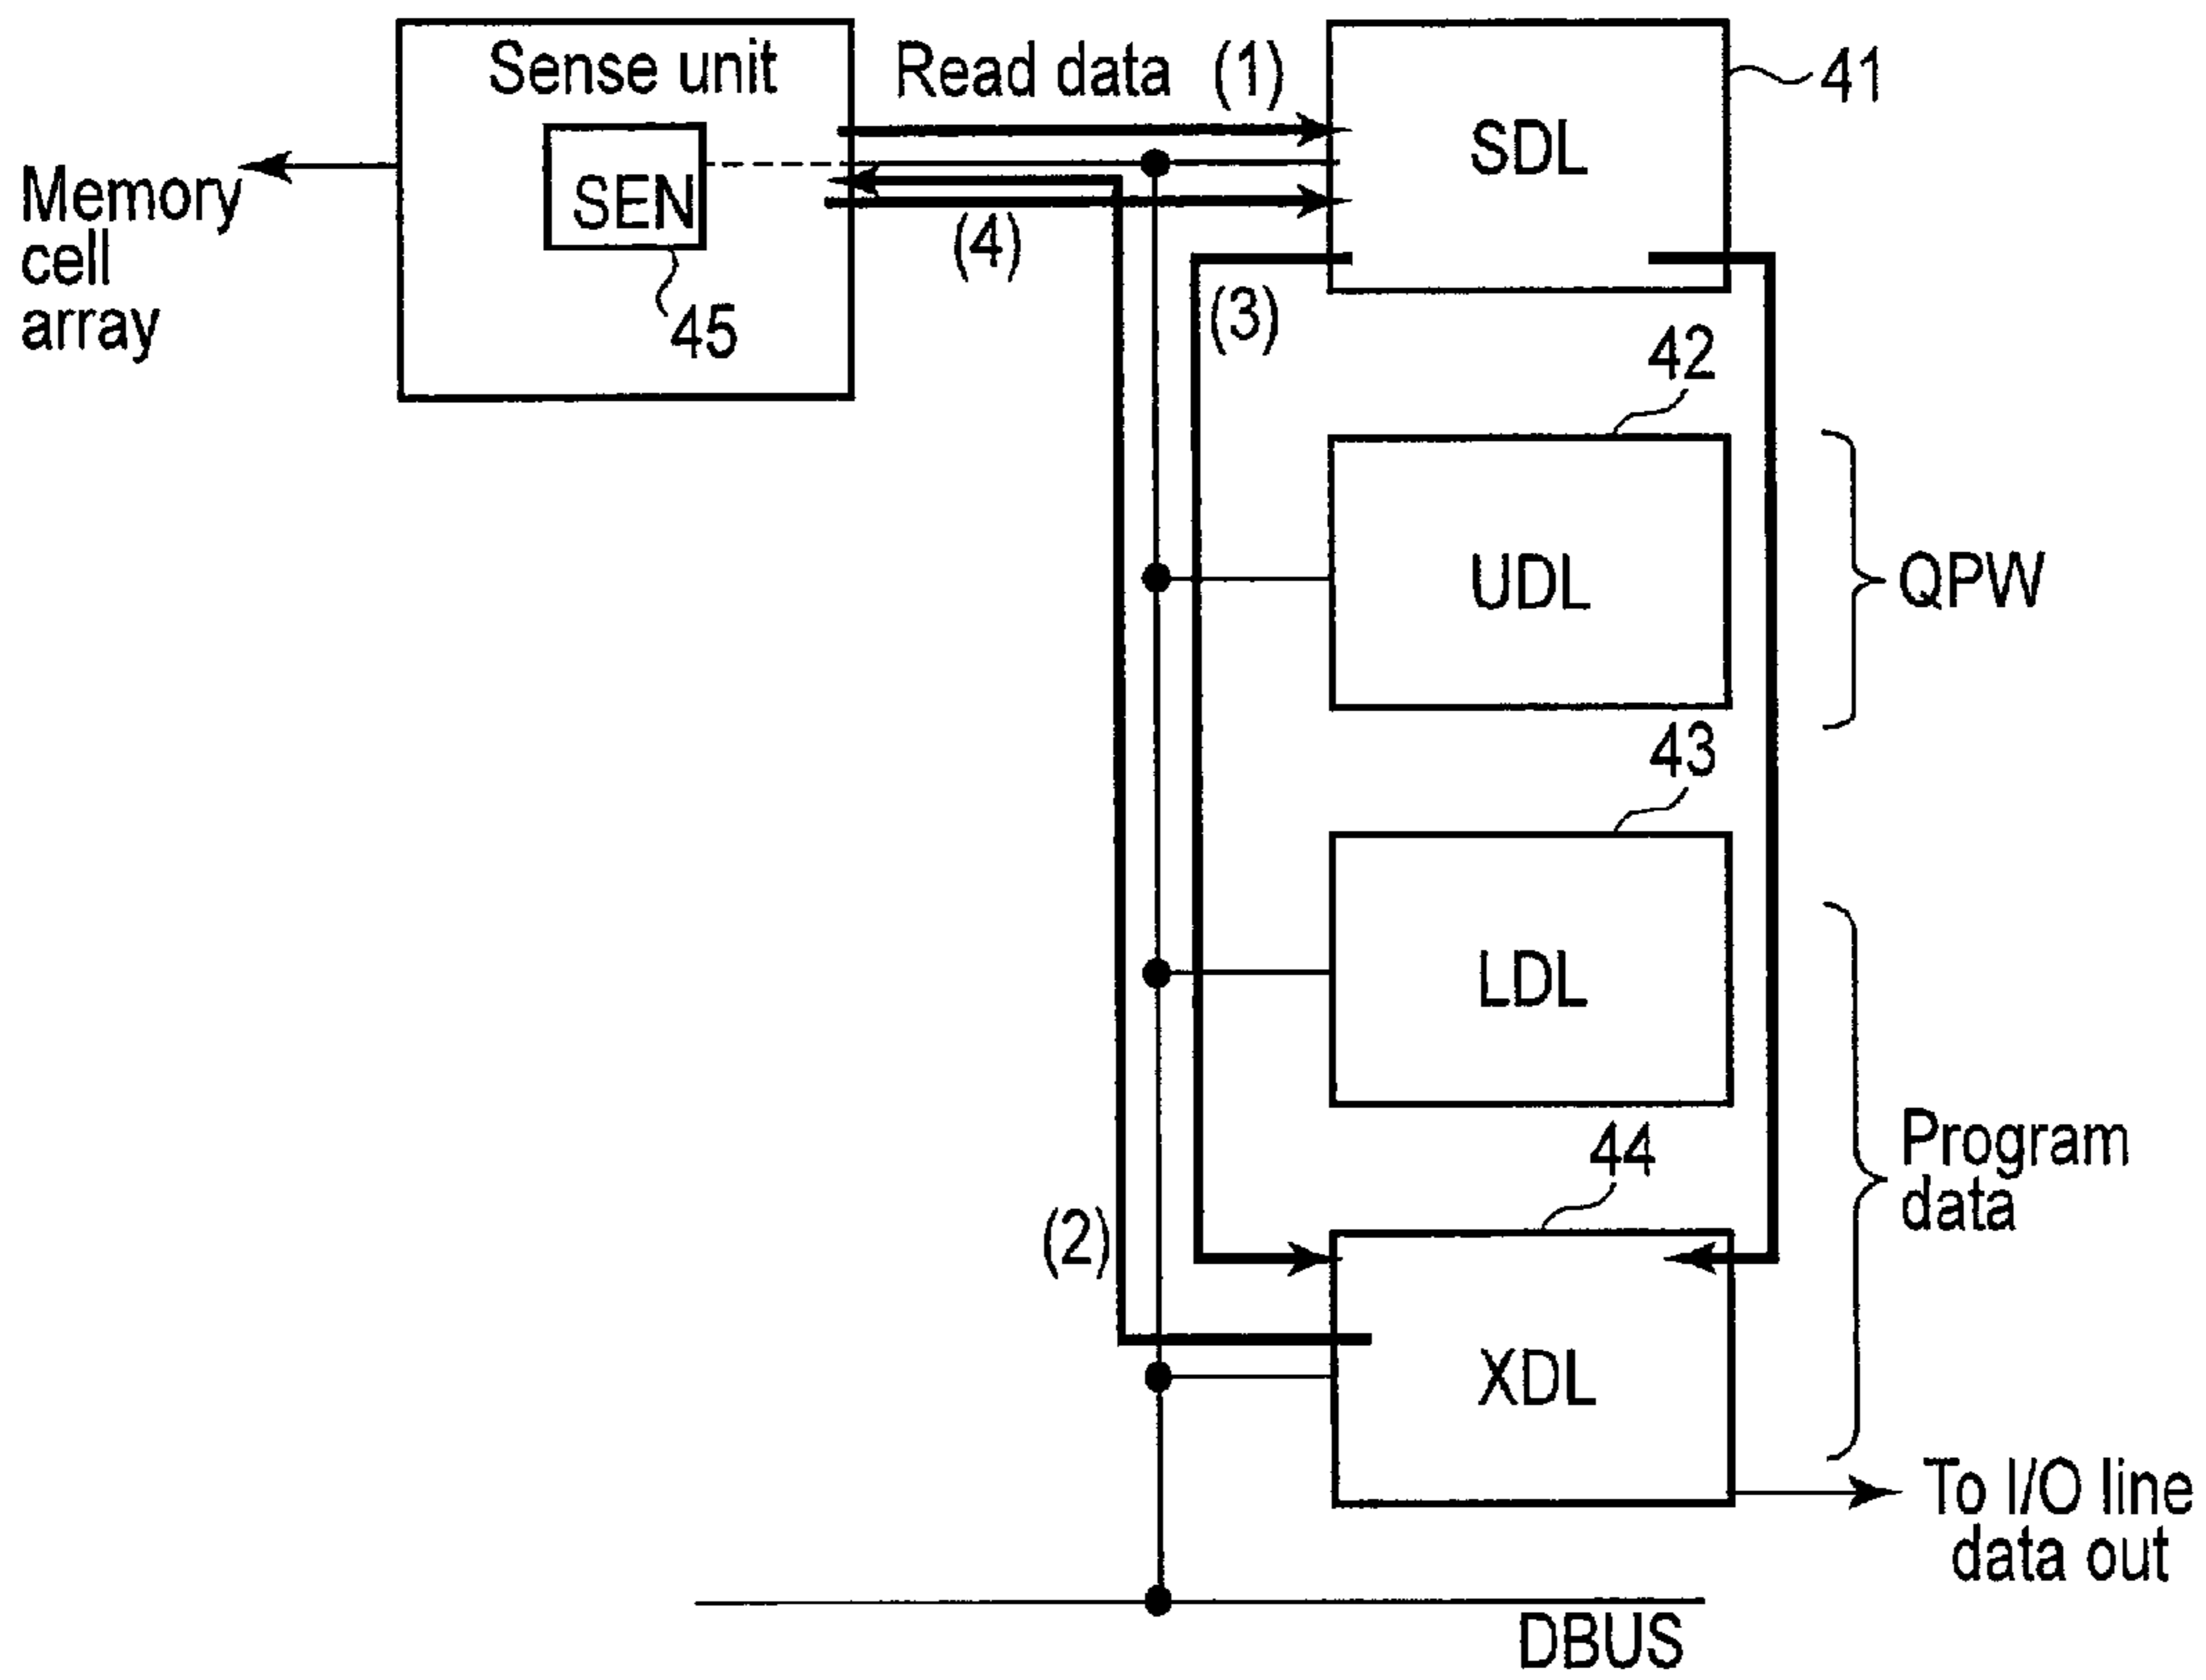 Sense unit
Read data (1)
41
SDL
Memory
cell
array
SEN
(4)
45
(3)
42
UDL
QPW
43
LDL
Program
data
44
(2)
XDL
To I/O line
data out
DBUS